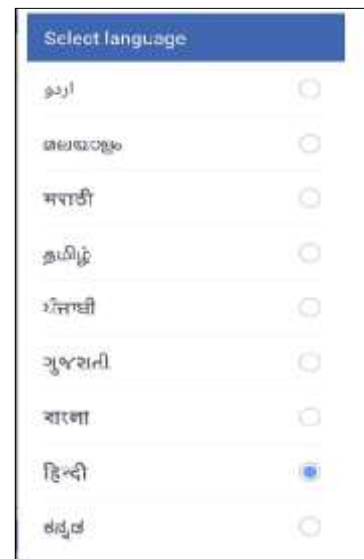 Select language
اردو
മലയാളം
मराठी
தமிழ்
ਪੰਜਾਬੀ
ગુજરાતી
বাংলা
हिन्दी
ಕನ್ನಡ